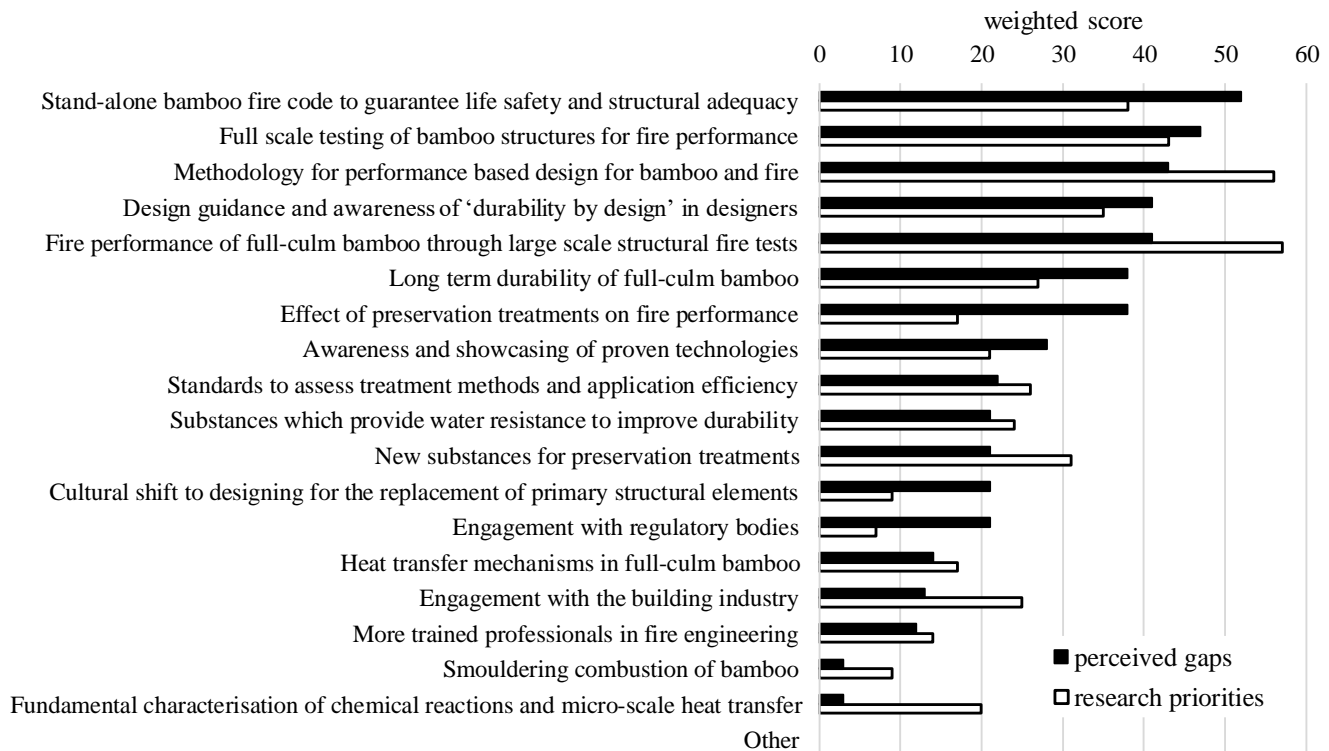 weighted score
0 10 20 30 40 50 60
Stand-alone bamboo fire code to guarantee life safety and structural adequacy
Full scale testing of bamboo structures for fire performance
Methodology for performance based design for bamboo and fire
Design guidance and awareness of ‘durability by design’ in designers
Fire performance of full-culm bamboo through large scale structural fire tests
Long term durability of full-culm bamboo
Effect of preservation treatments on fire performance
Awareness and showcasing of proven technologies
Standards to assess treatment methods and application efficiency
Substances which provide water resistance to improve durability
New substances for preservation treatments
Cultural shift to designing for the replacement of primary structural elements
Engagement with regulatory bodies
Heat transfer mechanisms in full-culm bamboo
Engagement with the building industry
More trained professionals in fire engineering
Smouldering combustion of bamboo
Fundamental characterisation of chemical reactions and micro-scale heat transfer
Other
perceived gaps
research priorities